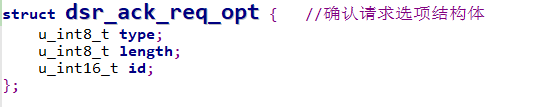 struct dsr_ack_req_opt {   //确认请求选项结构体
    u_int8_t type;
    u_int8_t length;
    u_int16_t id;
};